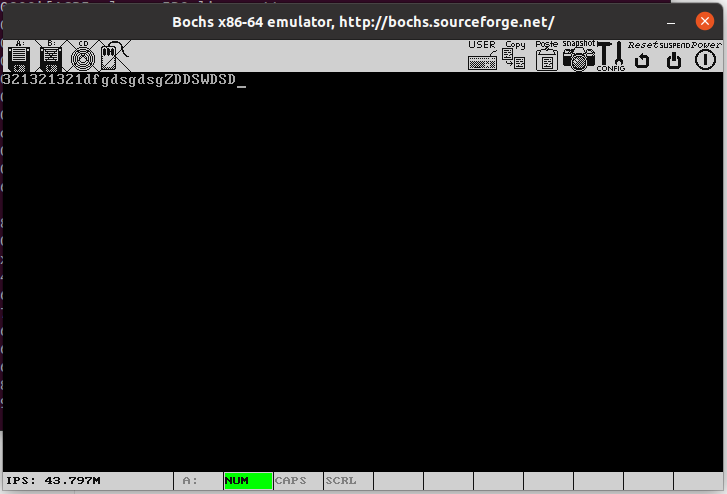 Bochs x86-64 emulator, http://bochs.sourceforge.net/
A: B: CD USER Copy Paste snapshot CONFIG Reset SUSPEND Power
321321321dfgdsgdsgZDDSWDSD_
IPS: 43.797M A: NUM CAPS SCRL